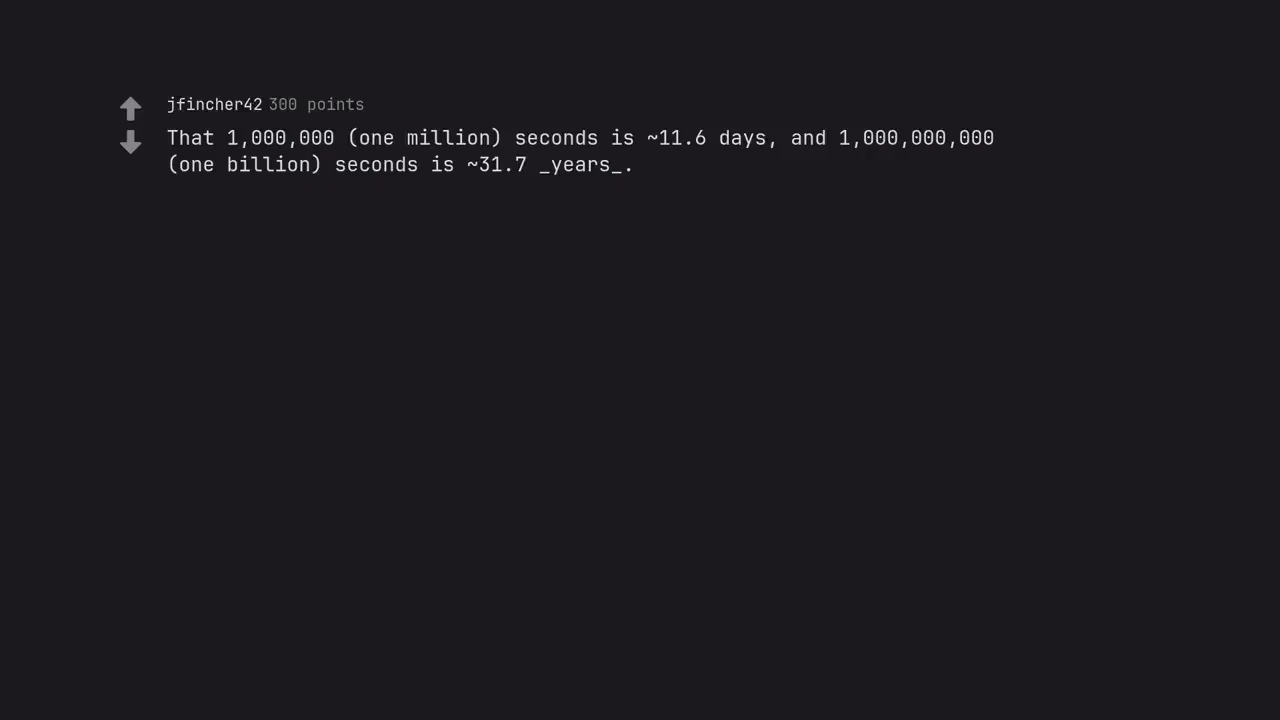 jfincher42 300 points
That 1,000,000 (one million) seconds is ~11.6 days, and 1,000,000,000
(one billion) seconds is ~31.7 _years_.